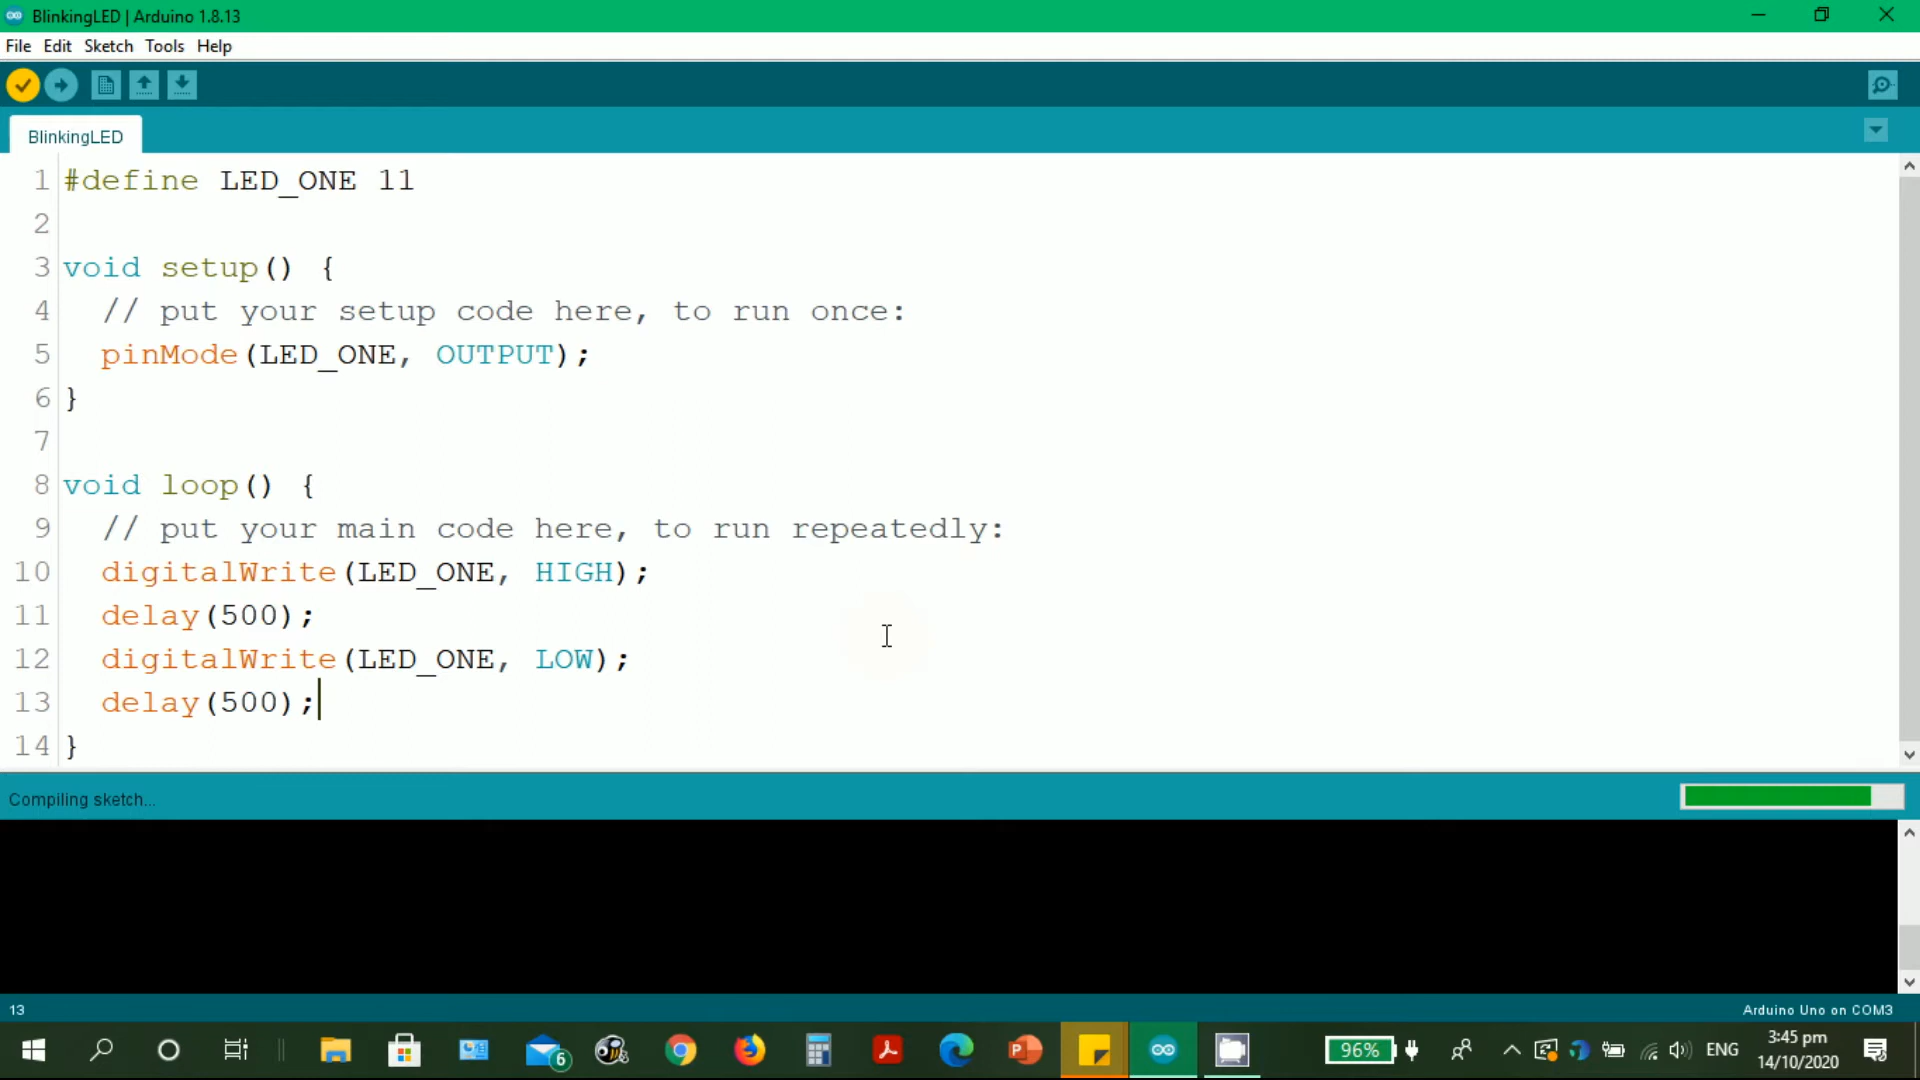 BlinkingLED | Arduino 1.8.13
File Edit Sketch Tools Help
BlinkingLED
1 #define LED_ONE 11
2
3 void setup() {
4   // put your setup code here, to run once:
5   pinMode(LED_ONE, OUTPUT);
6 }
7
8 void loop() {
9   // put your main code here, to run repeatedly:
10   digitalWrite(LED_ONE, HIGH);
11   delay(500);
12   digitalWrite(LED_ONE, LOW);
13   delay(500);
14 }
Compiling sketch...
13 Arduino Uno on COM3
6 96% ENG 3:45 pm
14/10/2020